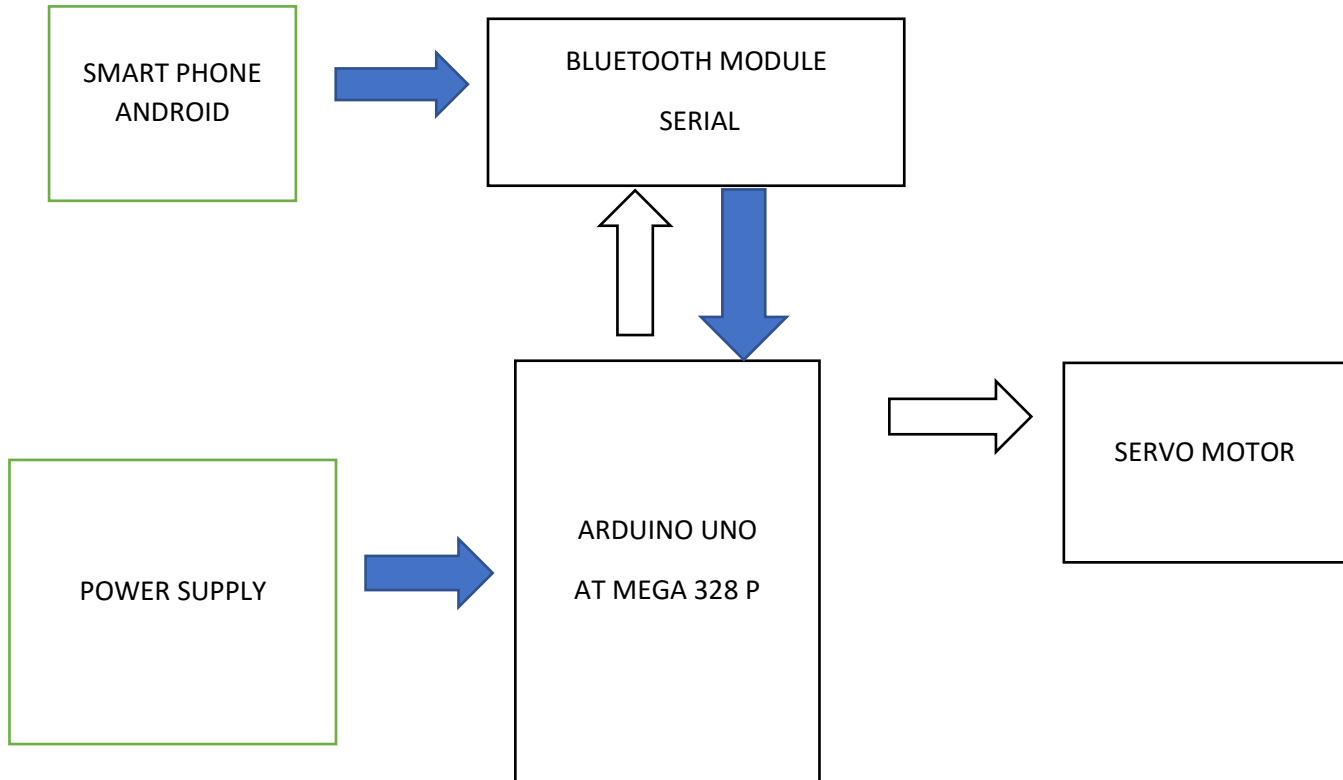 SMART PHONE
ANDROID
BLUETOOTH MODULE
SERIAL
POWER SUPPLY
ARDUINO UNO
AT MEGA 328 P
SERVO MOTOR